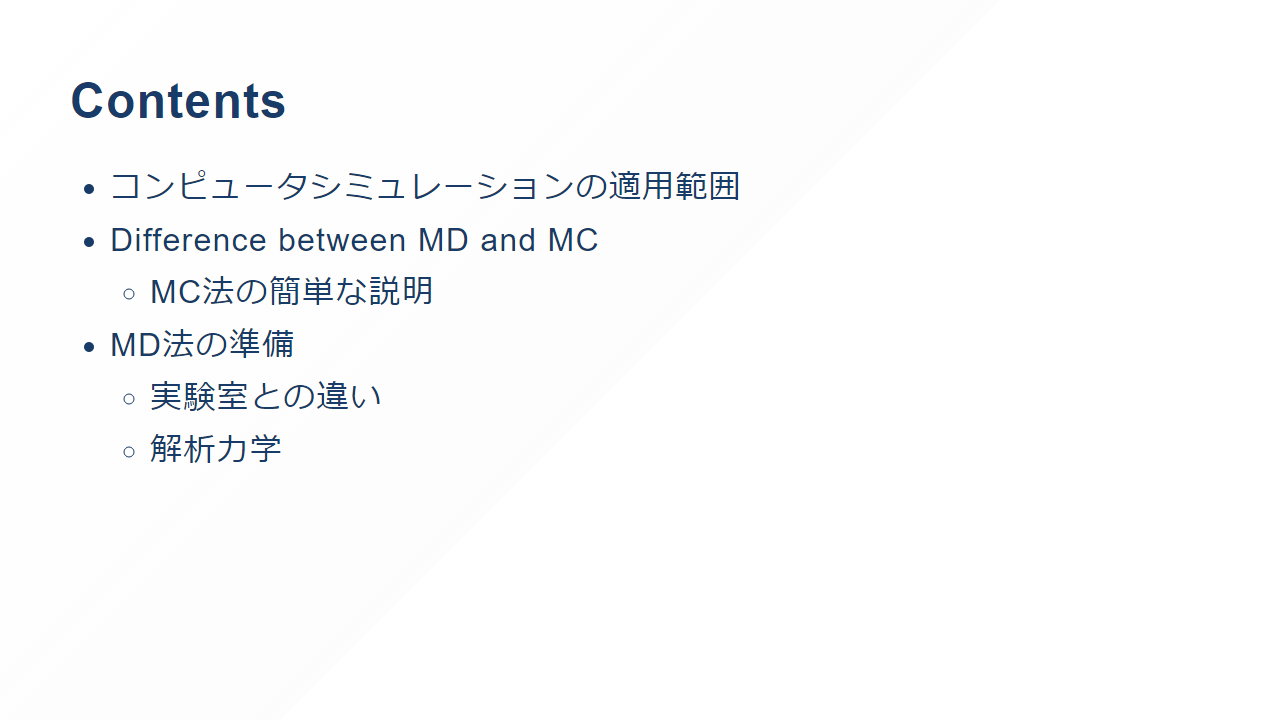 Contents
コンピュータシミュレーションの適用範囲
Difference between MD and MC
MC法の簡単な説明
MD法の準備
実験室との違い
解析力学